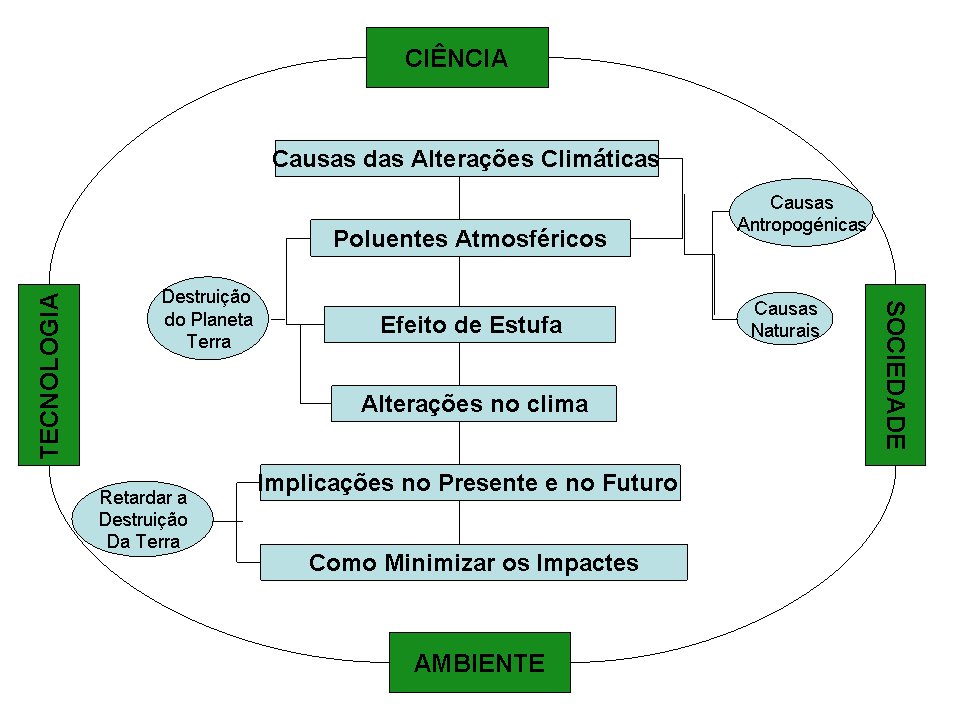 CIÊNCIA
Causas das Alterações Climáticas
Causas
Antropogénicas
Poluentes Atmosféricos
Destruição
do Planeta
Terra
Efeito de Estufa
Causas
Naturais
TECNOLOGIA
SOCIEDADE
Alterações no clima
Implicações no Presente e no Futuro
Retardar a
Destruição
Da Terra
Como Minimizar os Impactes
AMBIENTE